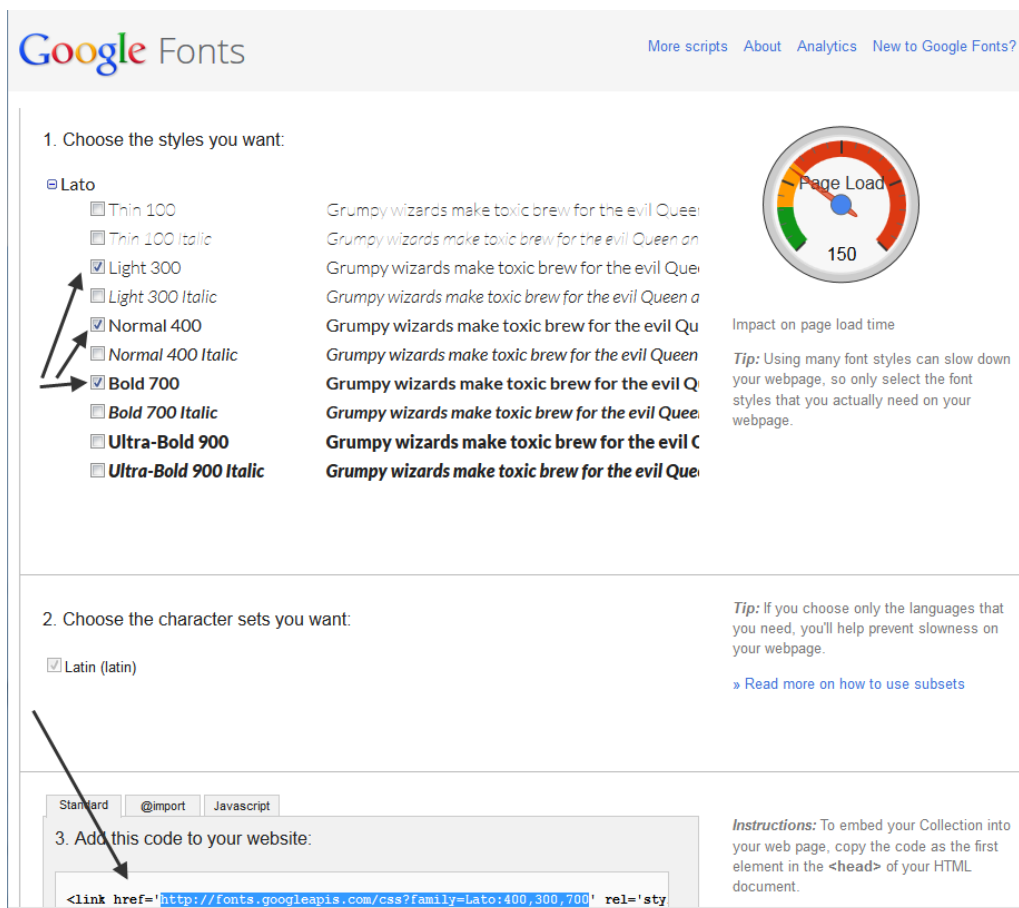 Google Fonts
More scripts About Analytics New to Google Fonts?
1. Choose the styles you want:
Lato
Thin 100 Grumpy wizards make toxic brew for the evil Queen
Thin 100 Italic Grumpy wizards make toxic brew for the evil Queen an
Light 300 Grumpy wizards make toxic brew for the evil Que
Light 300 Italic Grumpy wizards make toxic brew for the evil Queen a
Normal 400 Grumpy wizards make toxic brew for the evil Qu
Normal 400 Italic Grumpy wizards make toxic brew for the evil Queen
Bold 700 Grumpy wizards make toxic brew for the evil Q
Bold 700 Italic Grumpy wizards make toxic brew for the evil Quee
Ultra-Bold 900 Grumpy wizards make toxic brew for the evil
Ultra-Bold 900 Italic Grumpy wizards make toxic brew for the evil Que
Page Load
150
Impact on page load time
Tip: Using many font styles can slow down
your webpage, so only select the font
styles that you actually need on your
webpage.
2. Choose the character sets you want:
Latin (latin)
Tip: If you choose only the languages that
you need, you'll help prevent slowness on
your webpage.
» Read more on how to use subsets
Standard @import Javascript
3. Add this code to your website:
<link href='http://fonts.googleapis.com/css?family=Lato:400,300,700' rel='sty
Instructions: To embed your Collection into
your web page, copy the code as the first
element in the <head> of your HTML
document.